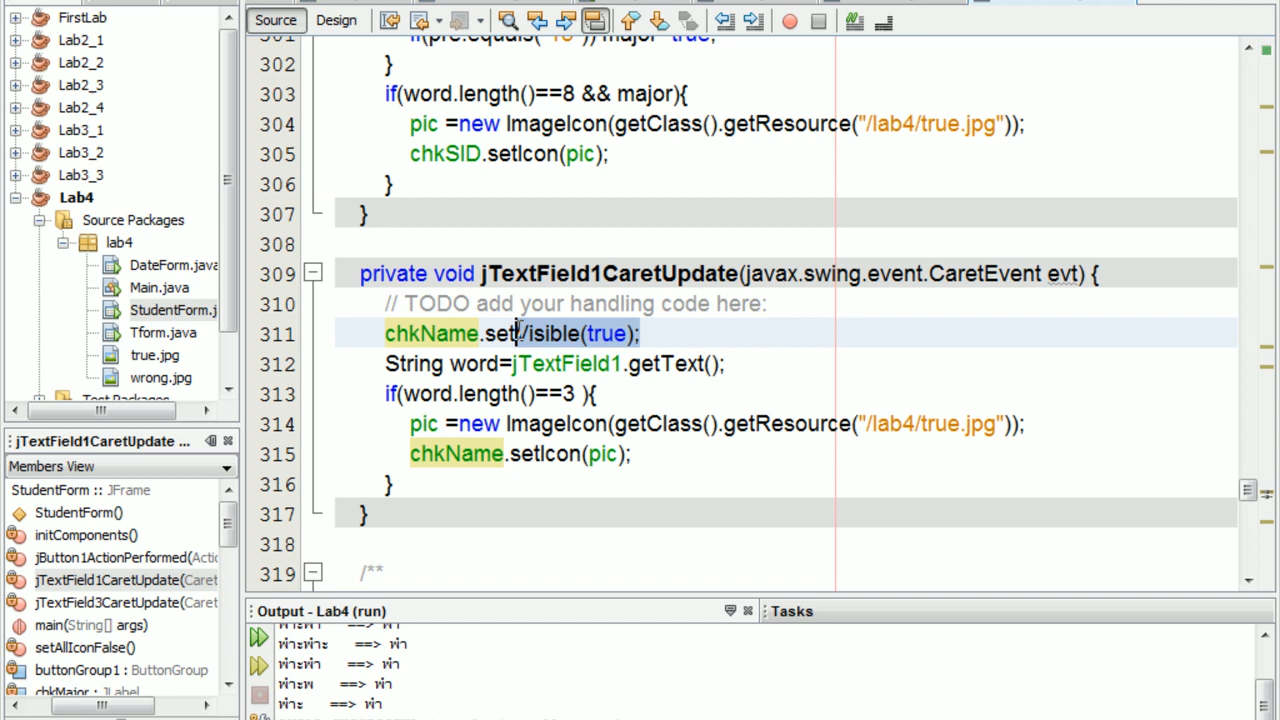 FirstLab
Lab2_1
Lab2_2
Lab2_3
Lab2_4
Lab3_1
Lab3_2
Lab3_3
Lab4
Source Packages
lab4
DateForm.java
Main.java
StudentForm.j
Tform.java
true.jpg
wrong.jpg
jTextField1CaretUpdate ...
Members View
StudentForm :: JFrame
StudentForm()
initComponents()
jButton1ActionPerformed(Actic
jTextField1CaretUpdate(Caret
jTextField3CaretUpdate(Caret
main(String[] args)
setAllIconFalse()
buttonGroup1 : ButtonGroup
chkMajor : JLabel
Source Design
302 }
303 if(word.length()==8 && major){
304 pic =new ImageIcon(getClass().getResource("/lab4/true.jpg"));
305 chkSID.setIcon(pic);
306 }
307 }
308
309 private void jTextField1CaretUpdate(javax.swing.event.CaretEvent evt) {
310 // TODO add your handling code here:
311 chkName.setVisible(true);
312 String word=jTextField1.getText();
313 if(word.length()==3 ){
314 pic =new ImageIcon(getClass().getResource("/lab4/true.jpg"));
315 chkName.setIcon(pic);
316 }
317 }
318
319 /**
Output - Lab4 (run) Tasks
พ่าะพ่าะ ==> พ่า
พ่าะพ่า ==> พ่า
พ่าะพ ==> พ่า
พ่าะ ==> พ่า